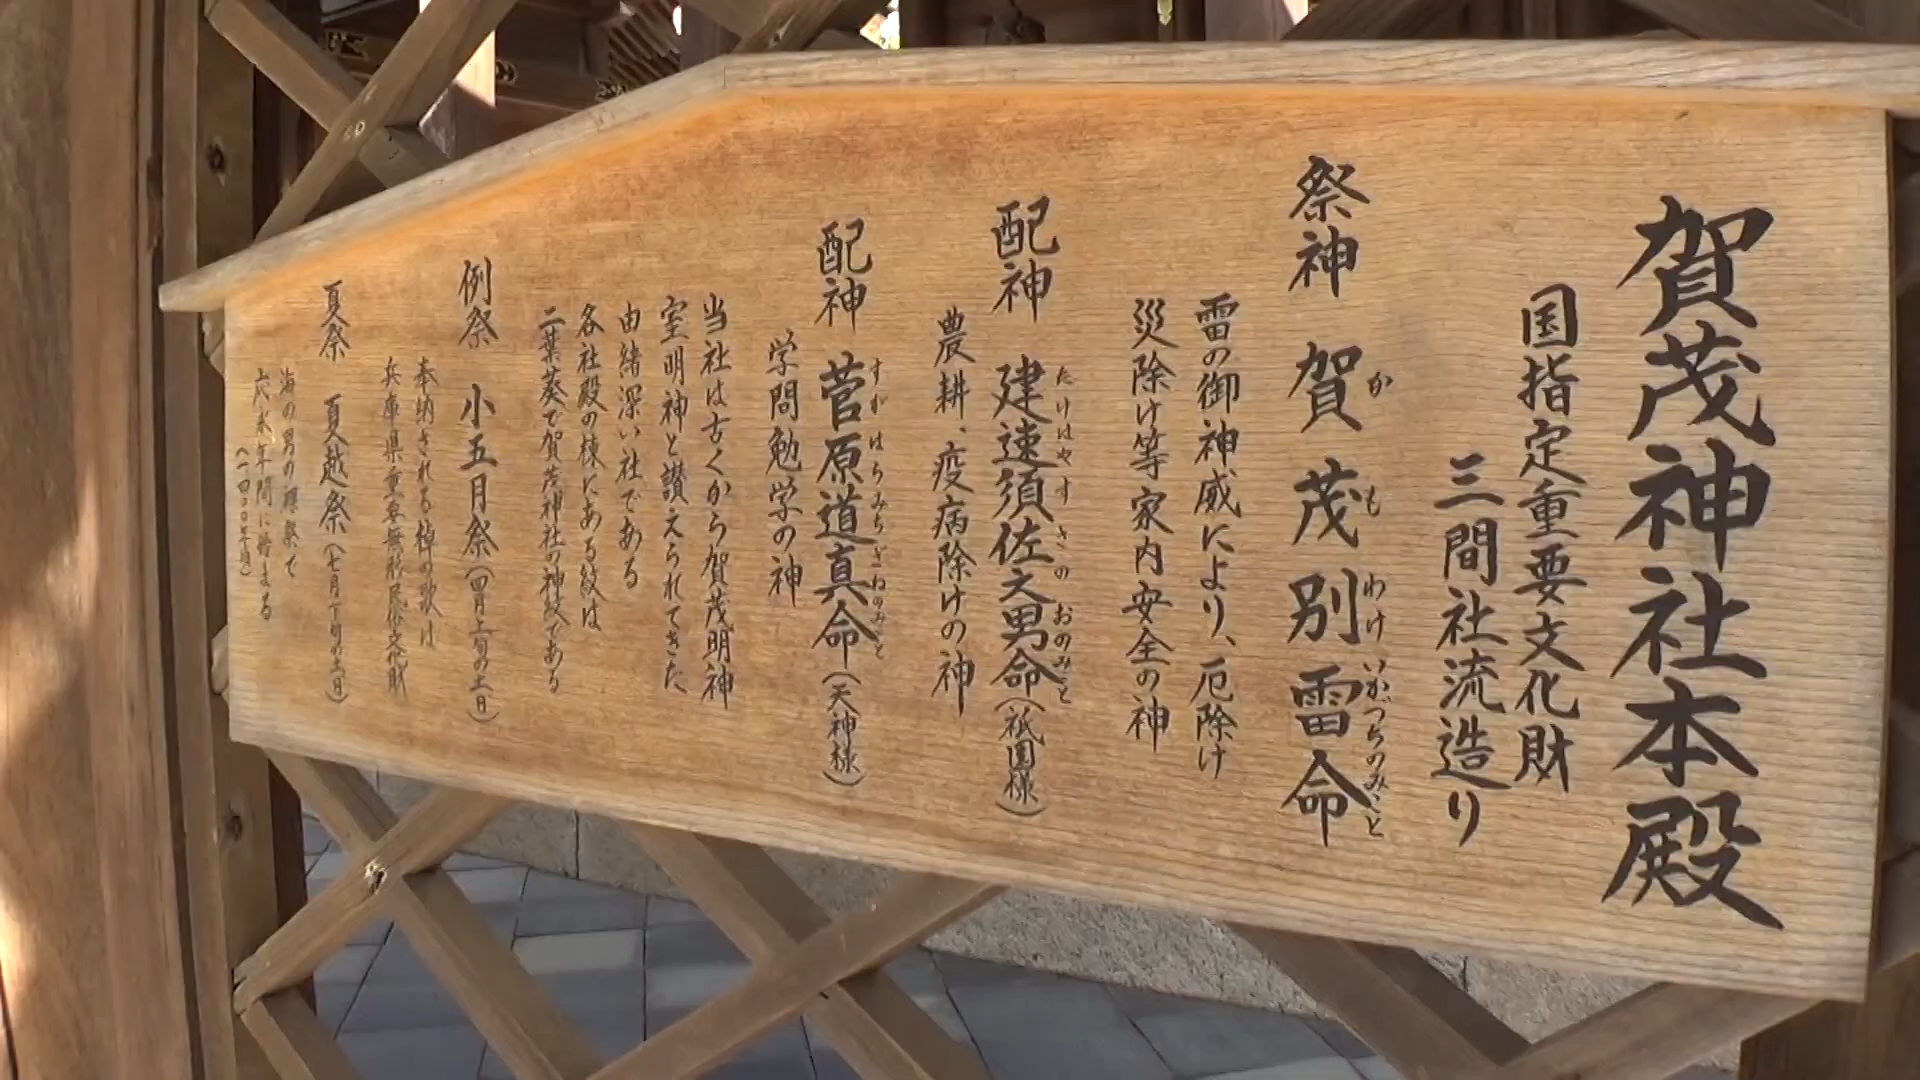 賀茂神社本殿
国指定重要文化財
三間社流造り
祭神 賀茂別雷命
か も わけ いかづちのみこと
雷の御神威により、厄除け
災除け等家内安全の神
配神 建速須佐之男命(祇園様)
たけはや す さ の おのみこと
農耕、疫病除けの神
配神 菅原道真命(天神様)
すが はら みち ざねのみこと
学問勉学の神
当社は古くから賀茂明神
室明神と讃えられてきた
由緒深い社である
各社殿の棟にある紋は
二葉葵で賀茂神社の神紋である
例祭 小五月祭(四月上旬の土日)
奉納される棹の歌は
兵庫県重要無形民俗文化財
夏祭 夏越祭(七月下旬の土日)
海の男の裸祭で
応永年間に始まる
(一四〇〇年頃)